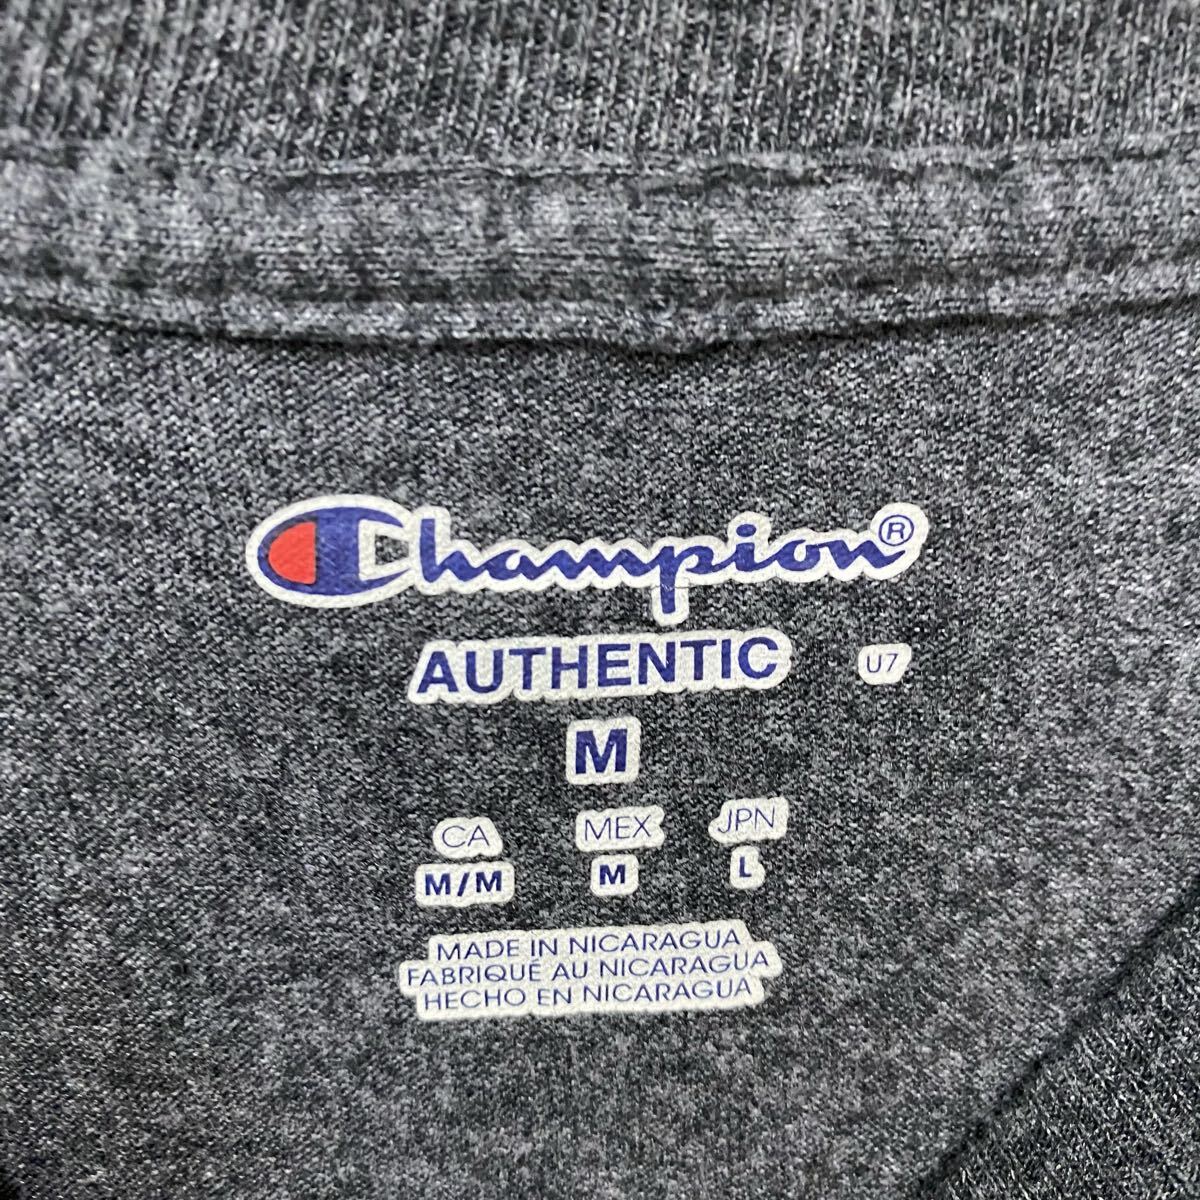 Champion®
AUTHENTIC U7
M
CA MEX JPN
M/M M L
MADE IN NICARAGUA
FABRIQUÉ AU NICARAGUA
HECHO EN NICARAGUA